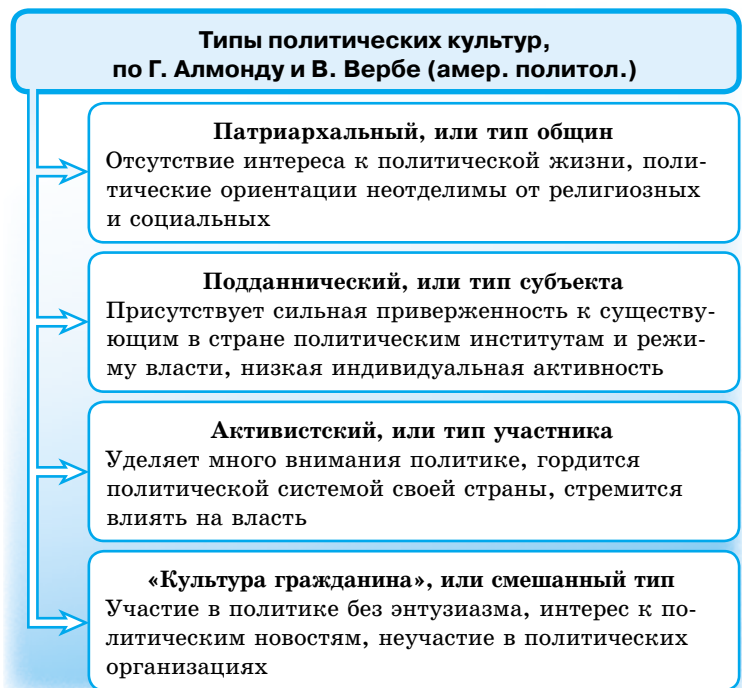 Типы политических культур,
по Г. Алмонду и В. Вербе (амер. политол.)
Патриархальный, или тип общин
Отсутствие интереса к политической жизни, поли-
тические ориентации неотделимы от религиозных
и социальных
Подданнический, или тип субъекта
Присутствует сильная приверженность к существу-
ющим в стране политическим институтам и режи-
му власти, низкая индивидуальная активность
Активистский, или тип участника
Уделяет много внимания политике, гордится
политической системой своей страны, стремится
влиять на власть
«Культура гражданина», или смешанный тип
Участие в политике без энтузиазма, интерес к по-
литическим новостям, неучастие в политических
организациях